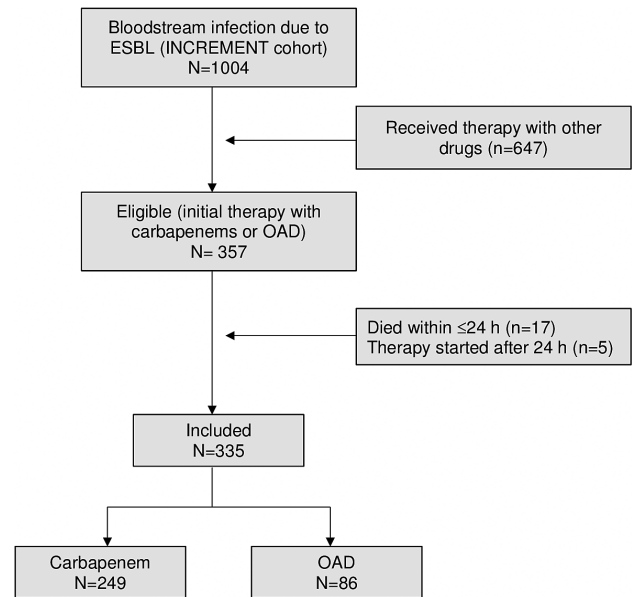 Bloodstream infection due to
ESBL (INCREMENT cohort)
N=1004
Received therapy with other
drugs (n=647)
Eligible (initial therapy with
carbapenems or OAD)
N= 357
Died within ≤24 h (n=17)
Therapy started after 24 h (n=5)
Included
N=335
Carbapenem
N=249
OAD
N=86